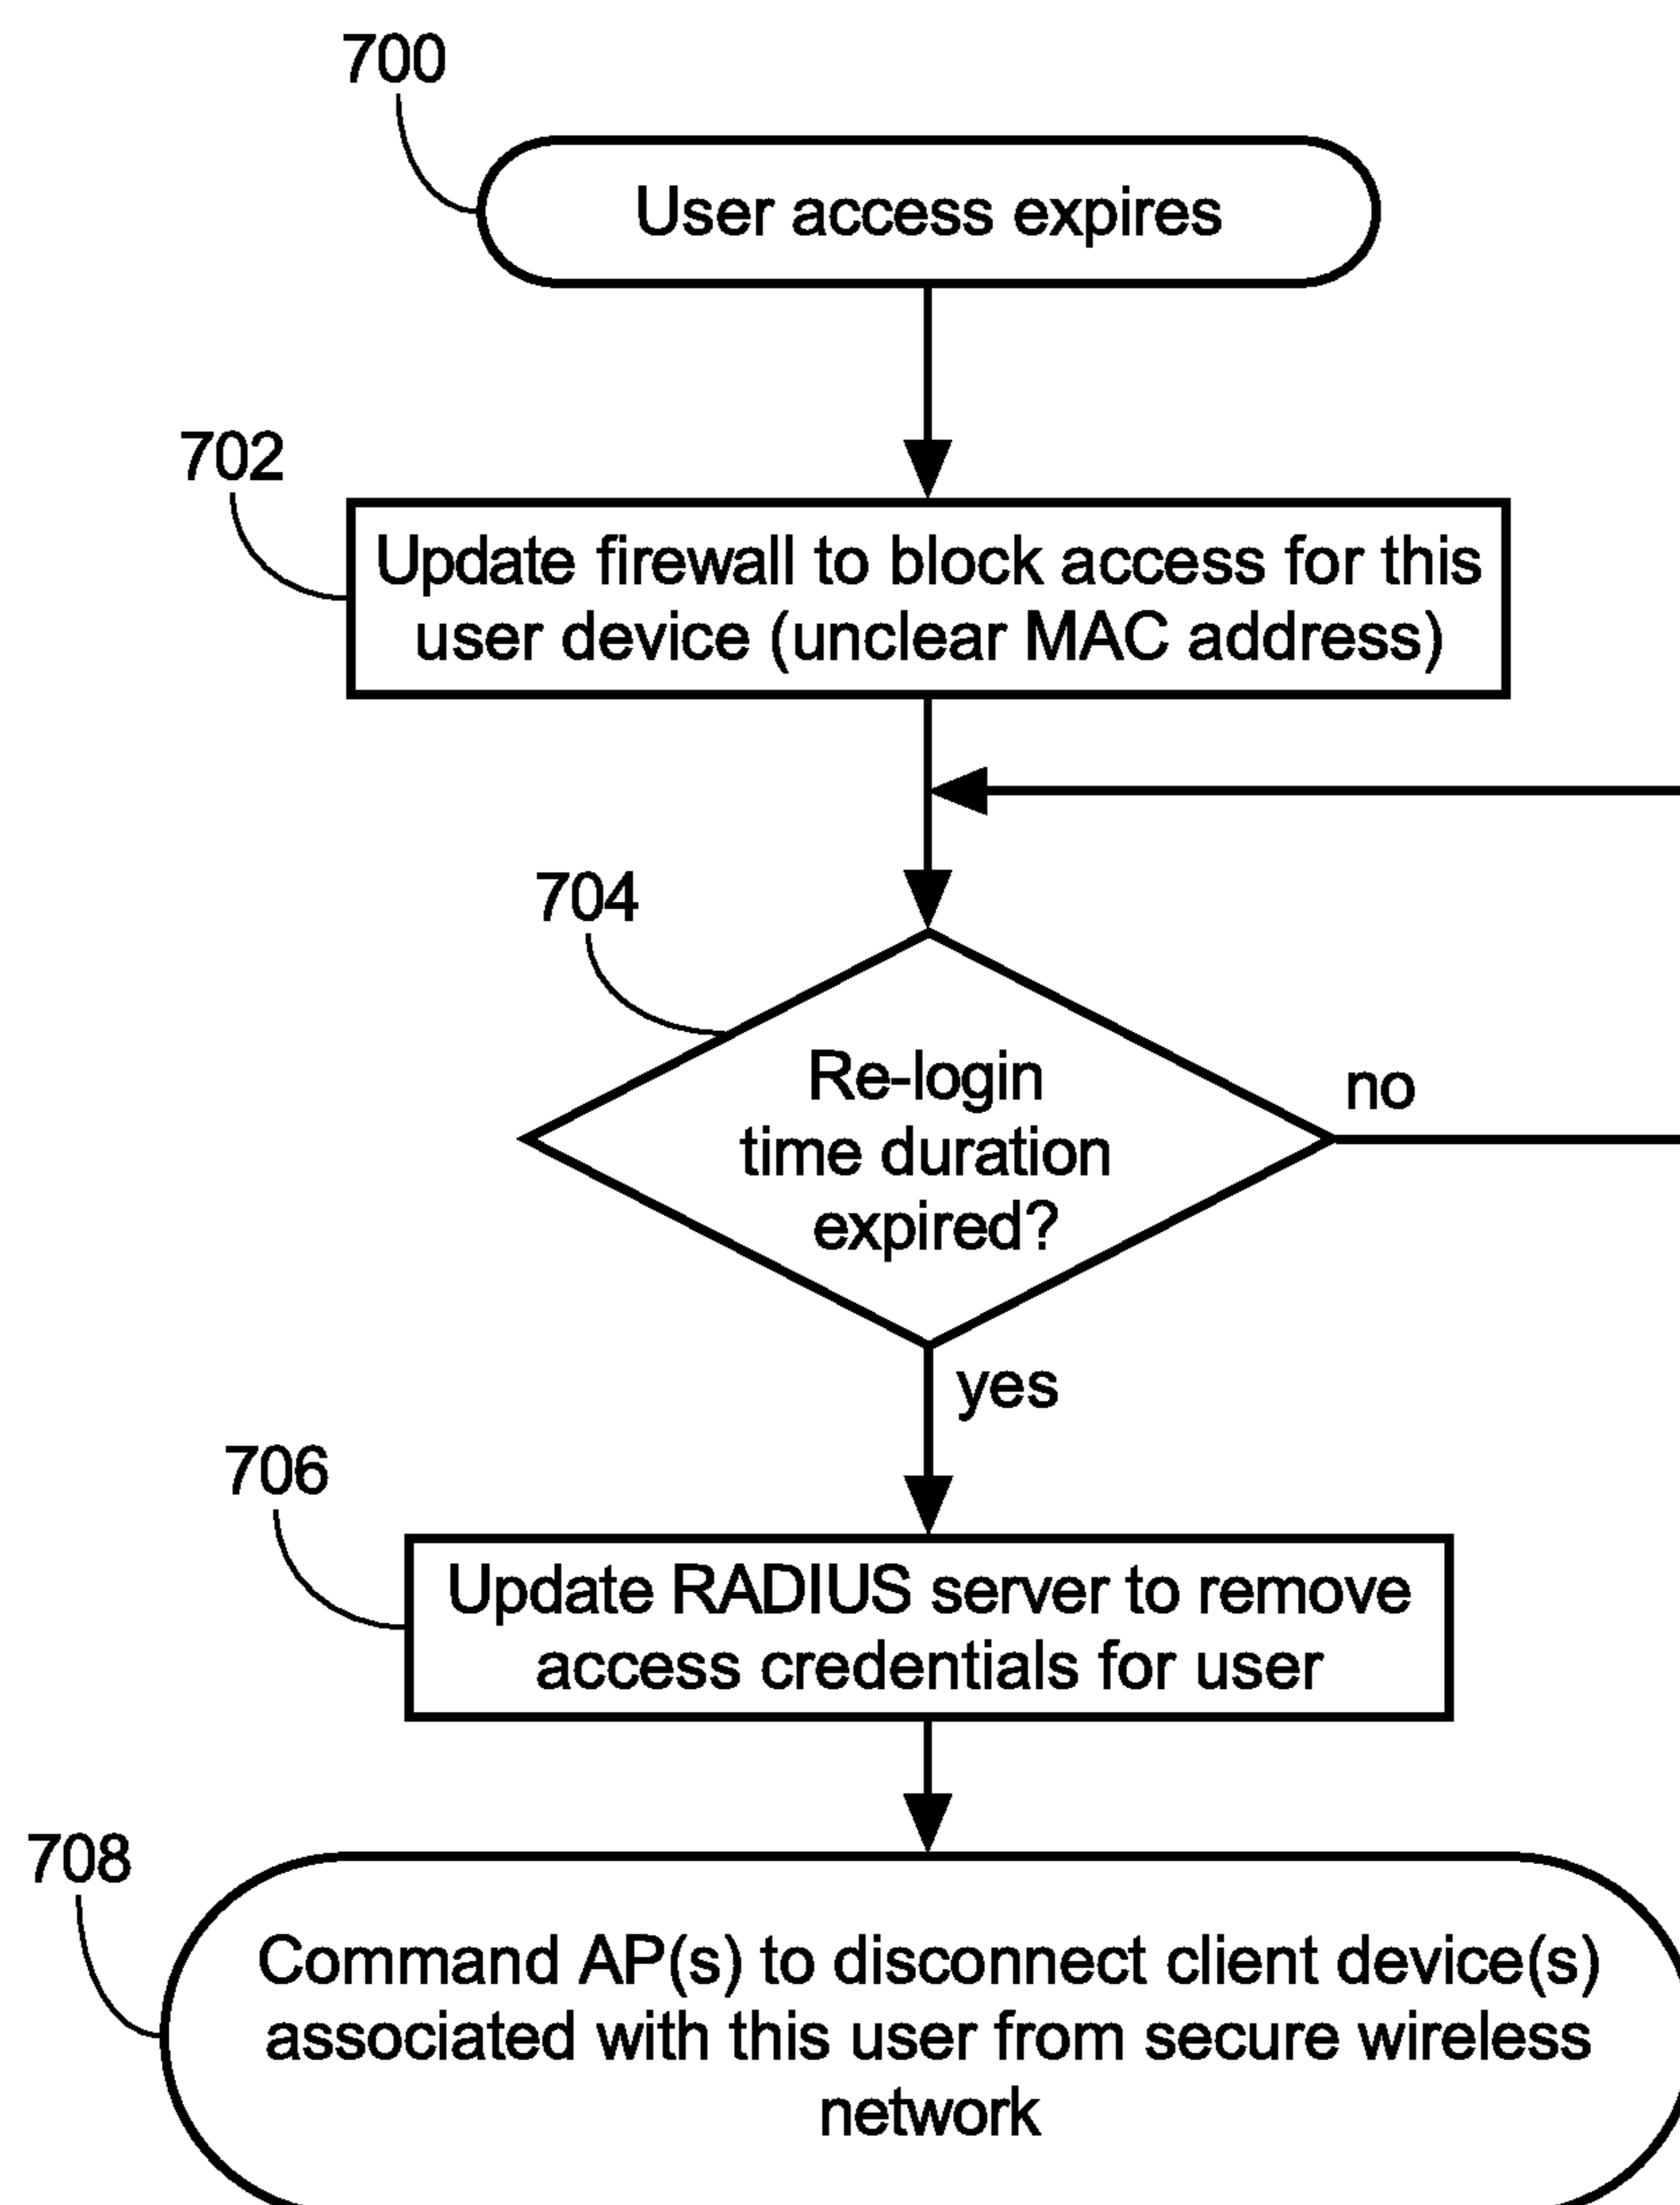 700
User access expires
702
Update firewall to block access for this
user device (unclear MAC address)
704
Re-login
time duration
expired?
no
yes
706
Update RADIUS server to remove
access credentials for user
708
Command AP(s) to disconnect client device(s)
associated with this user from secure wireless
network